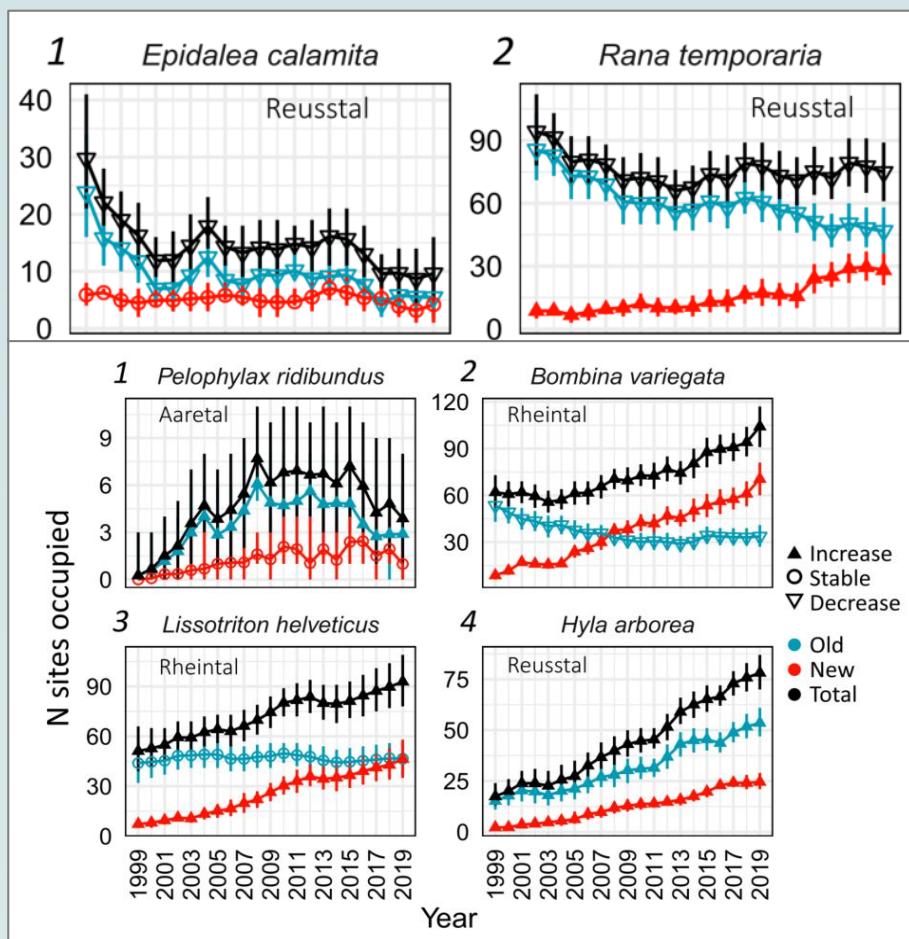 1 Epidalea calamita
Reusstal
40
30
20
10
0
2 Rana temporaria
Reusstal
90
60
30
0
N sites occupied
1 Pelophylax ridibundus
Aaretal
9
6
3
0
2 Bombina variegata
Rheintal
120
90
60
30
3 Lissotriton helveticus
Rheintal
90
60
30
0
4 Hyla arborea
Reusstal
75
50
25
0
Increase
Stable
Decrease
Old
New
Total
1999 2001 2003 2005 2007 2009 2011 2013 2015 2017 2019
1999 2001 2003 2005 2007 2009 2011 2013 2015 2017 2019
Year